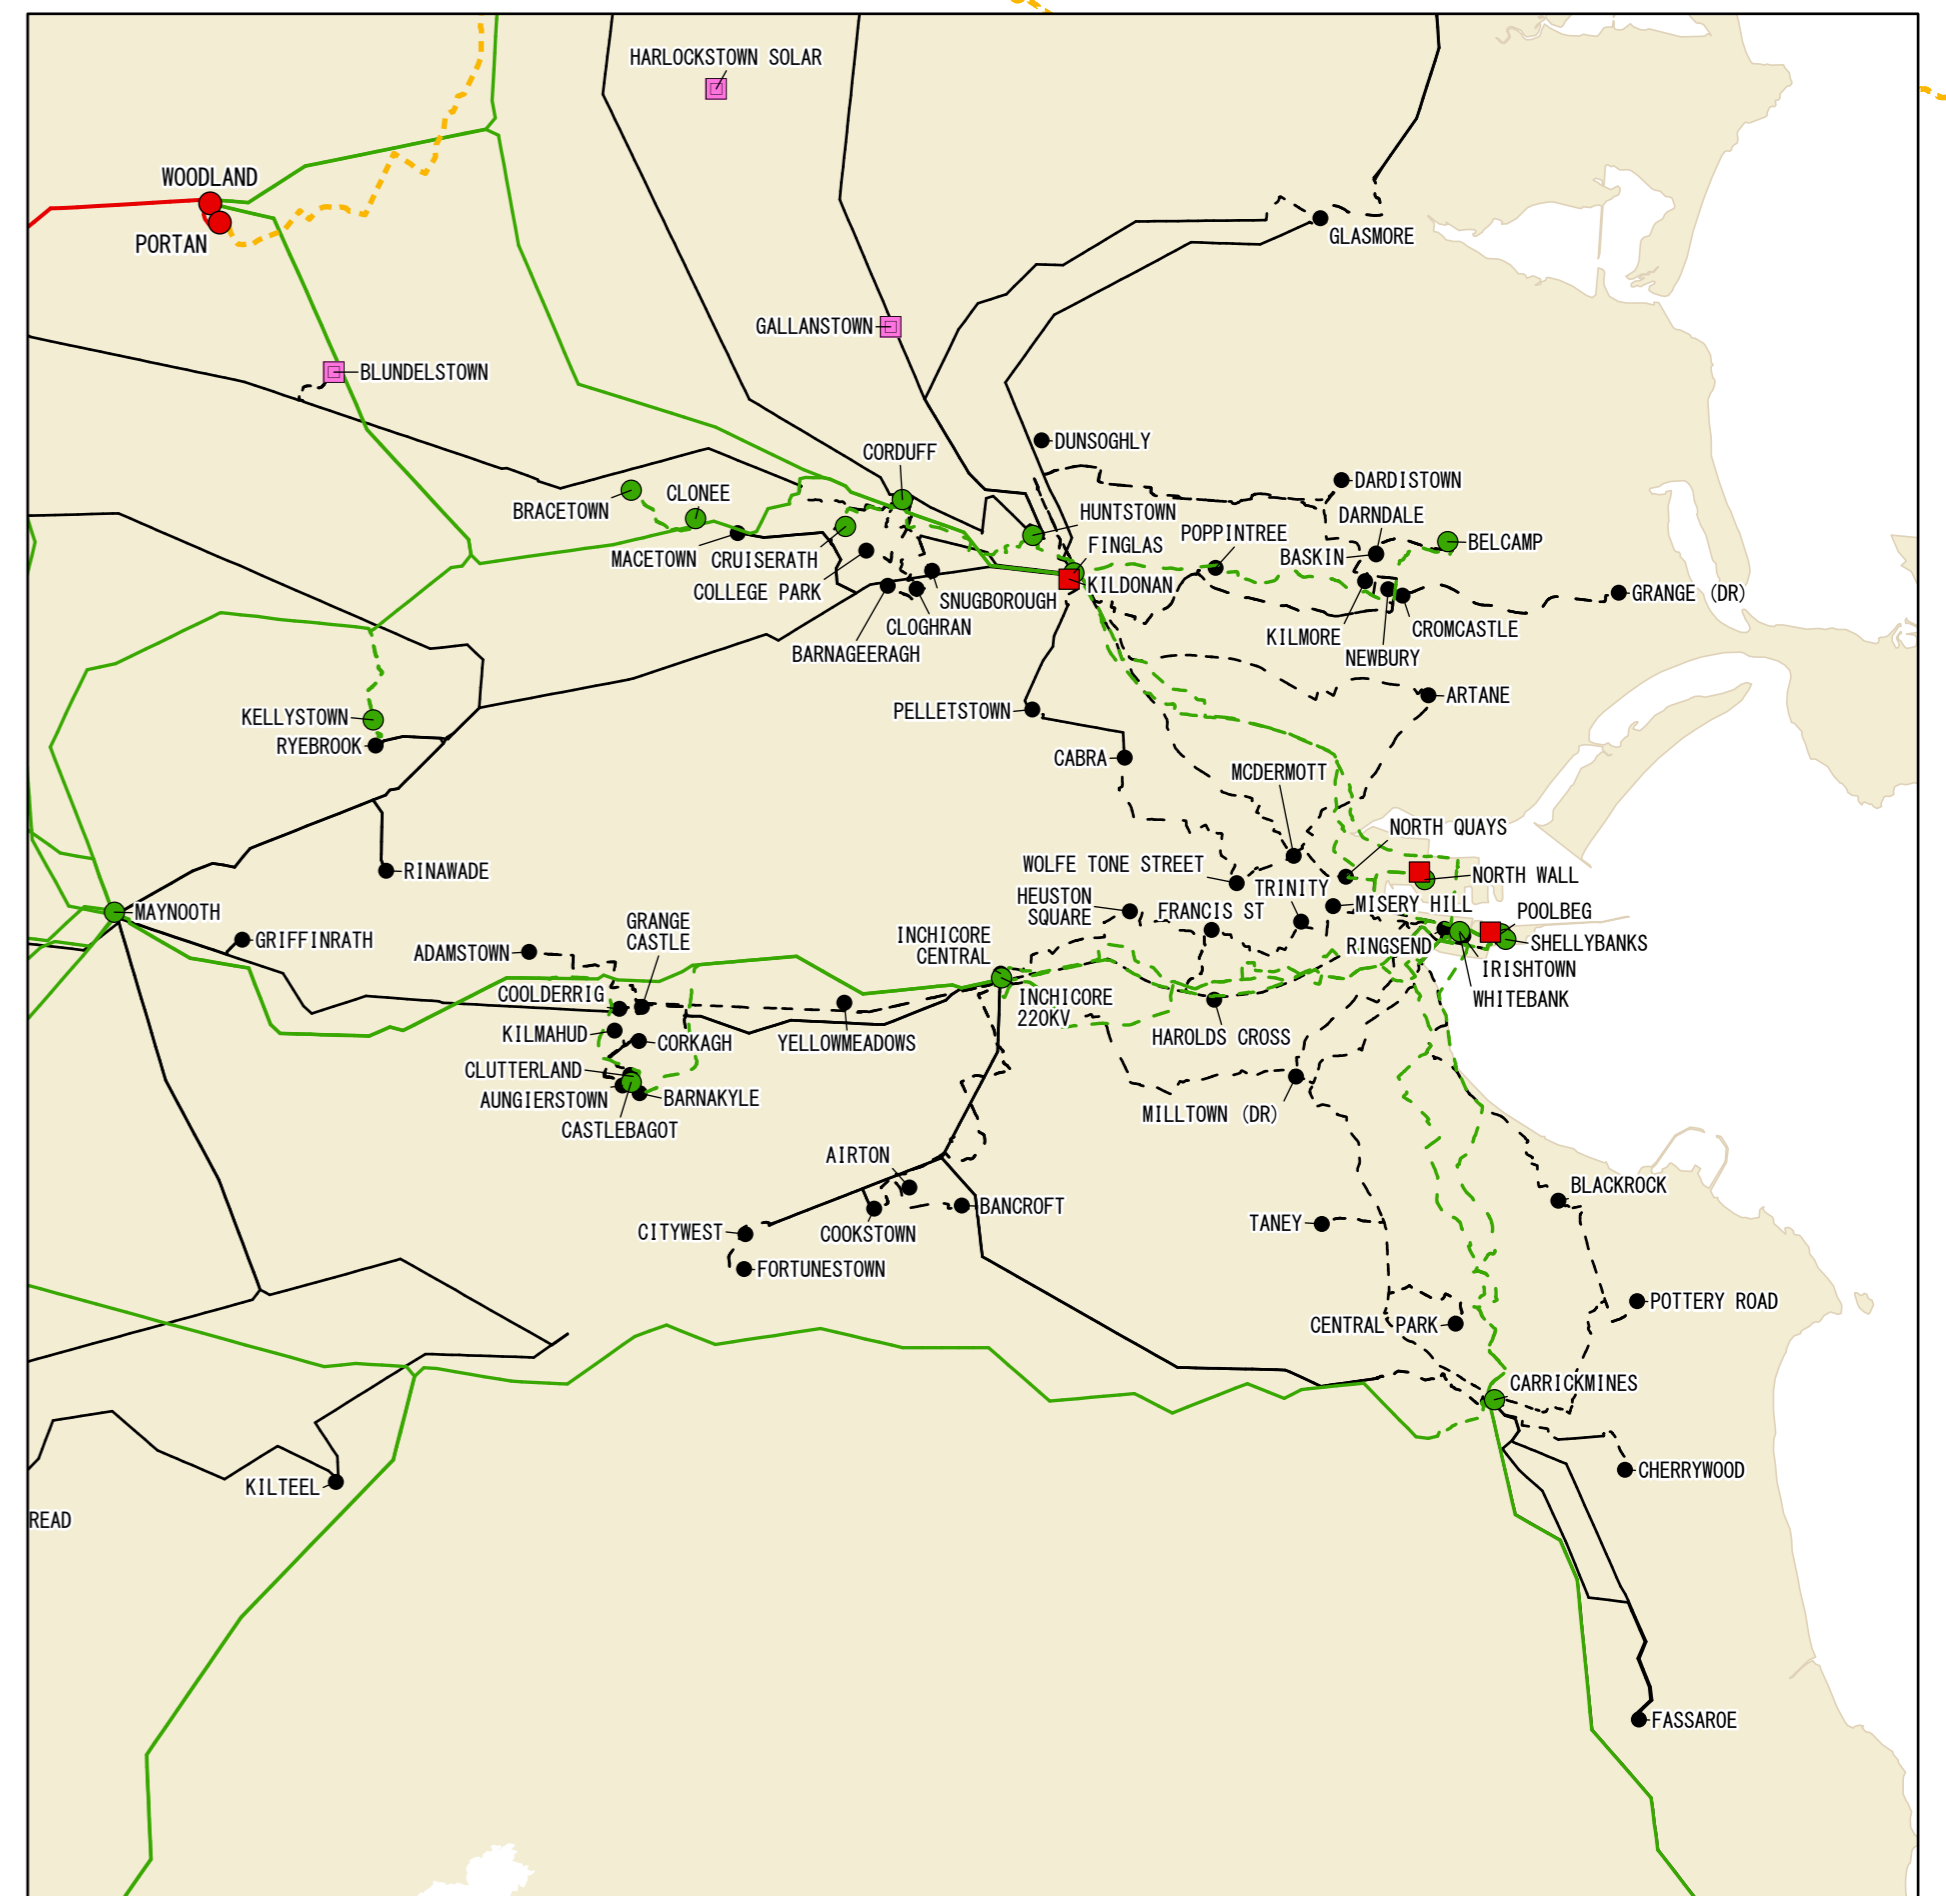 HARLOCKSTOWN SOLAR
WOODLAND
PORTAN
GLASMORE
GALLANSTOWN
BLUNDELSTOWN
DUNSOGHLY
CORDUFF
DARDISTOWN
BRACETOWN
CLONEE
HUNTSTOWN
DARNDALE
POPPINTREE
BELCAMP
MACETOWN
CRUISERATH
FINGLAS
BASKIN
COLLEGE PARK
KILDONAN
SNUGBOROUGH
GRANGE (DR)
CLOGHRAN
KILMORE
CROMCASTLE
BARNAGEERAGH
NEWBURY
ARTANE
KELLYSTOWN
PELLETSTOWN
RYEBROOK
CABRA
MCDERMOTT
NORTH QUAYS
RINAWADE
WOLFE TONE STREET
NORTH WALL
TRINITY
HEUSTON
SQUARE
MISERY HILL
MAYNOOTH
FRANCIS ST
POOLBEG
GRANGE
CASTLE
GRIFFINRATH
ADAMSTOWN
INCHICORE
CENTRAL
RINGSEND
SHELLYBANKS
IRISHTOWN
COOLDERRIG
INCHICORE
220KV
WHITEBANK
KILMAHUD
CORKAGH
YELLOWMEADOWS
HAROLDS CROSS
CLUTTERLAND
AUNGIERSTOWN
BARNAKYLE
MILLTOWN (DR)
CASTLEBAGOT
AIRTON
BLACKROCK
BANCROFT
TANEY
CITYWEST
COOKSTOWN
FORTUNESTOWN
POTTERY ROAD
CENTRAL PARK
CARRICKMINES
CHERRYWOOD
KILTEEL
READ
FASSAROE